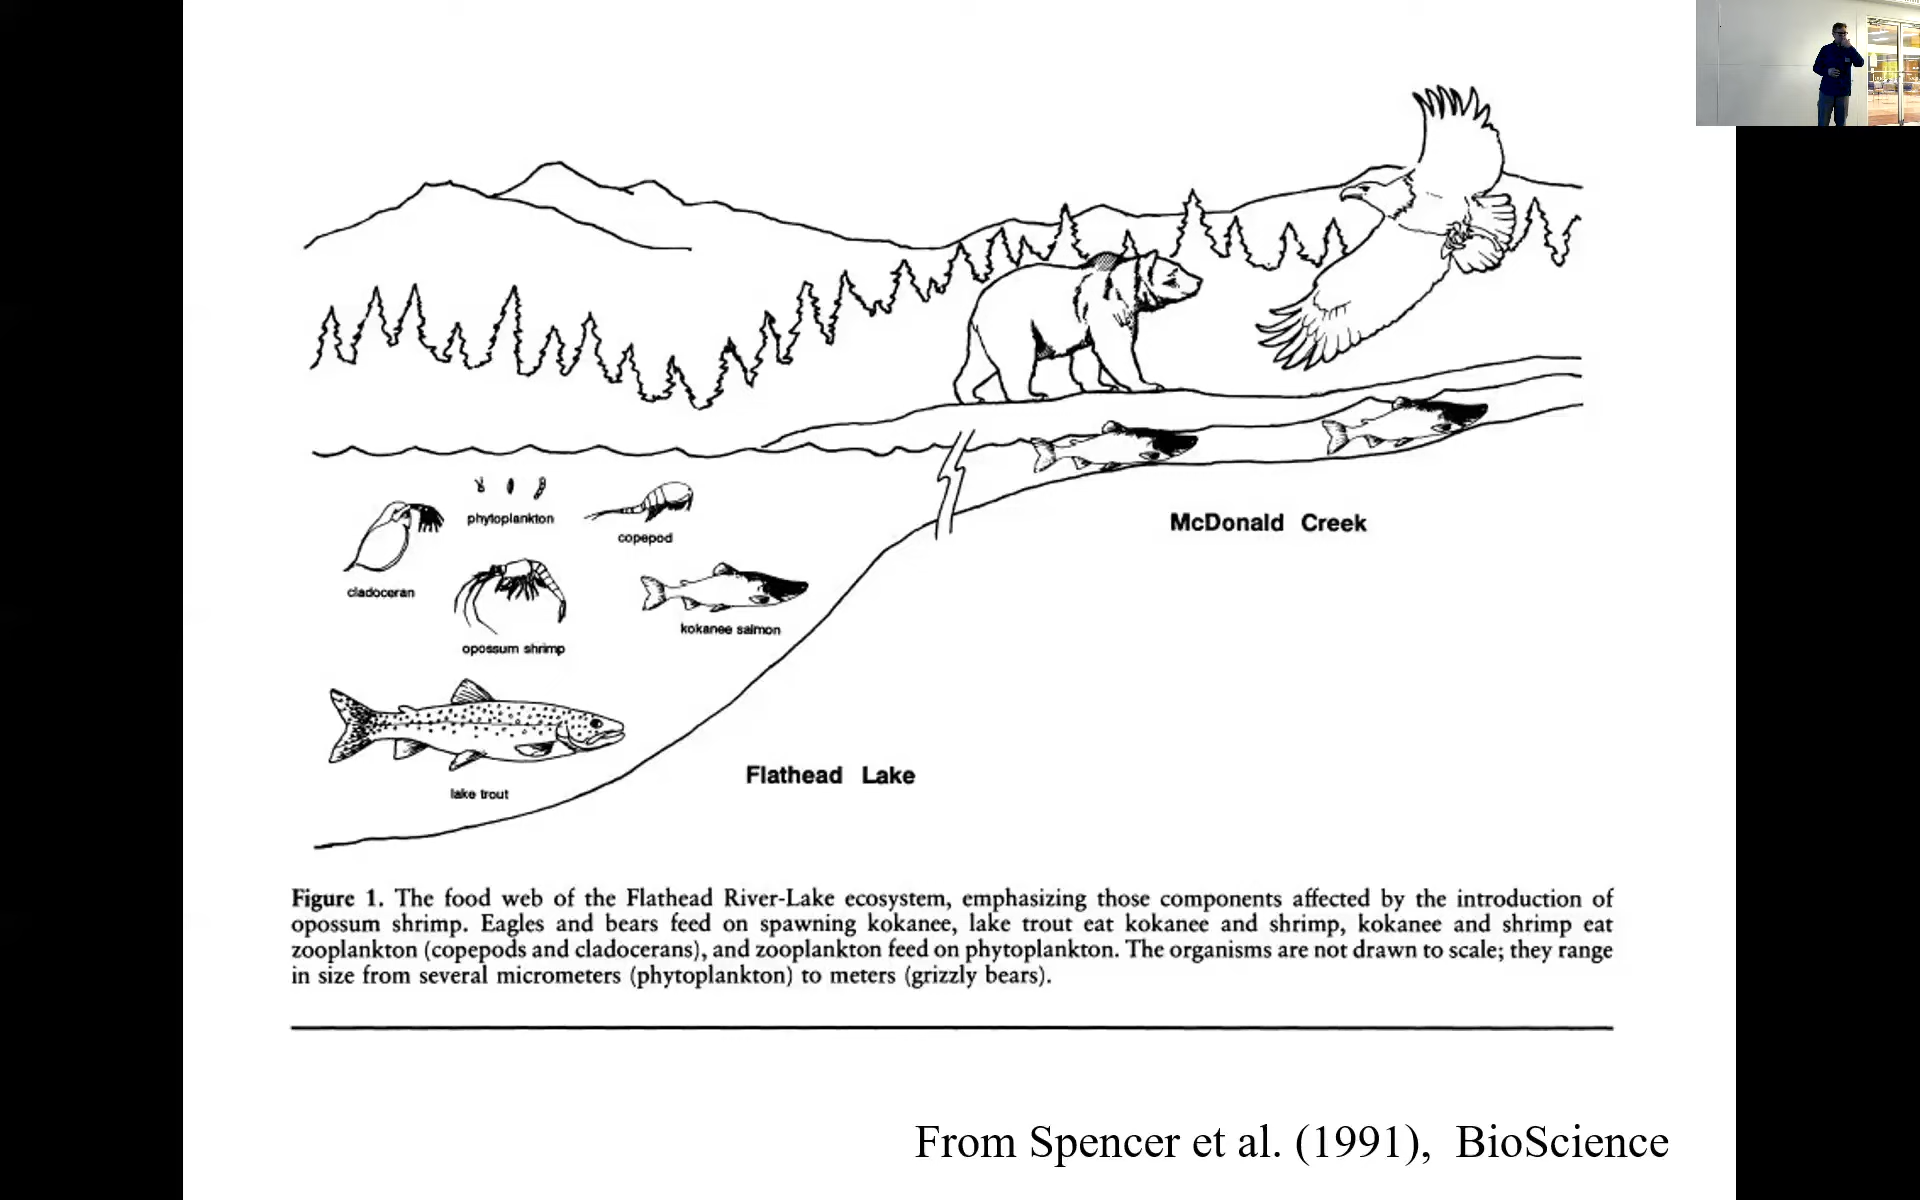 phytoplankton
copepod
cladoceran
opossum shrimp
kokanee salmon
lake trout
McDonald Creek
Flathead Lake
Figure 1. The food web of the Flathead River-Lake ecosystem, emphasizing those components affected by the introduction of
opossum shrimp. Eagles and bears feed on spawning kokanee, lake trout eat kokanee and shrimp, kokanee and shrimp eat
zooplankton (copepods and cladocerans), and zooplankton feed on phytoplankton. The organisms are not drawn to scale; they range
in size from several micrometers (phytoplankton) to meters (grizzly bears).
From Spencer et al. (1991), BioScience